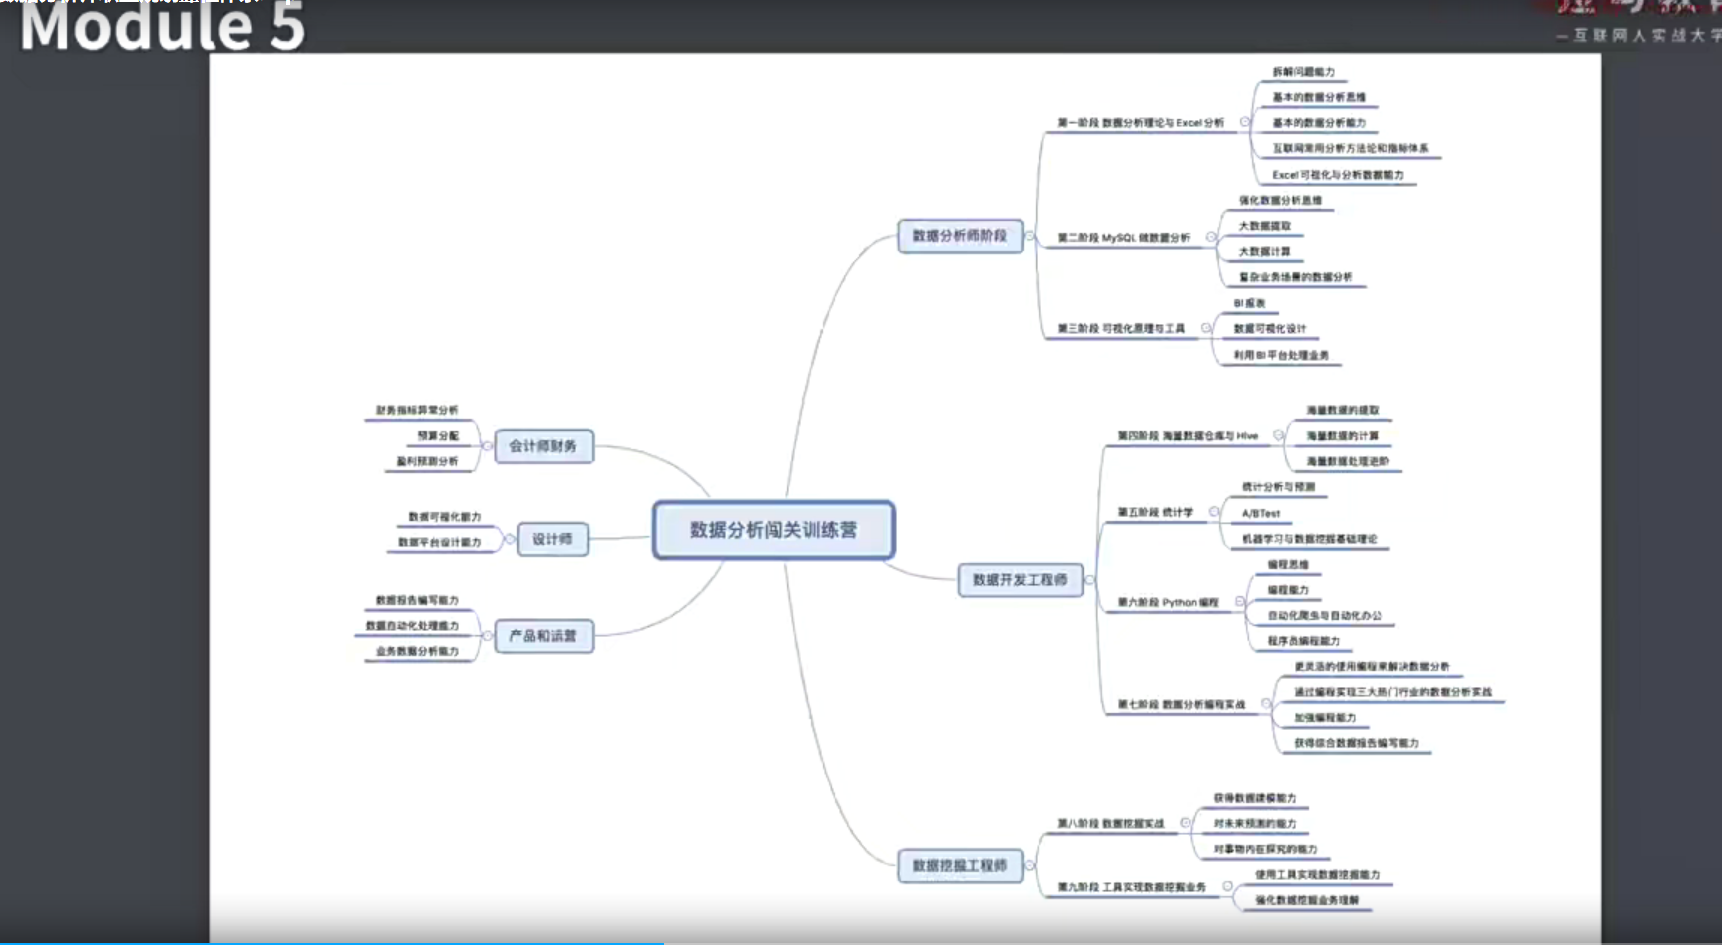 Module 5
一互联网人实战大学
拆解问题能力
基本的数据分析思维
第一阶段 数据分析理论与Excel分析
基本的数据分析能力
互联网常用分析方法论和指标体系
Excel可视化与分析数据能力
强化数据分析思维
大数据提取
数据分析师阶段
第二阶段 MySQL 做数据分析
大数据计算
复杂业务场景的数据分析
BI报表
第三阶段 可视化原理与工具
数据可视化设计
利用BI平台处理业务
财务指标异常分析
预算分配
会计师财务
盈利预测分析
数据可视化能力
设计师
数据平台设计能力
数据报告编写能力
数据自动化处理能力
产品和运营
业务数据分析能力
数据分析闯关训练营
海量数据的提取
第四阶段 海量数据仓库与Hive
海量数据的计算
海量数据处理进阶
统计分析与预测
第五阶段 统计学
A/BTest
机器学习与数据挖掘基础理论
数据开发工程师
编程思维
编程能力
第六阶段 Python编程
自动化爬虫与自动化办公
程序员编程能力
更灵活的使用编程来解决数据分析
通过编程实现三大热门行业的数据分析实战
第七阶段 数据分析编程实战
加强编程能力
获得综合数据报告编写能力
获得数据建模能力
第八阶段 数据挖掘实战
对未来预测的能力
对事物内在探究的能力
数据挖掘工程师
使用工具实现数据挖掘能力
第九阶段 工具实现数据挖掘业务
强化数据挖掘业务理解